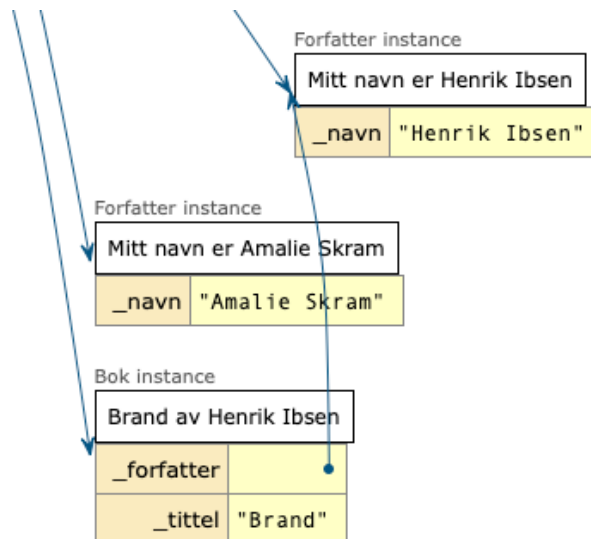 Forfatter instance
Mitt navn er Henrik Ibsen
_navn "Henrik Ibsen"
Forfatter instance
Mitt navn er Amalie Skram
_navn "Amalie Skram"
Bok instance
Brand av Henrik Ibsen
_forfatter
_tittel "Brand"